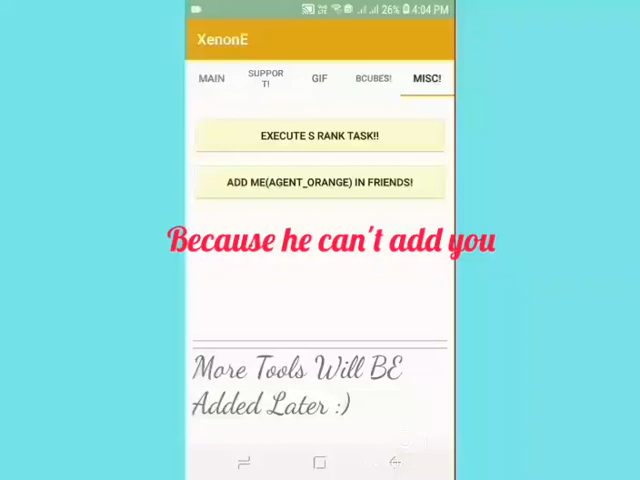 26% 4:04 PM
XenonE
MAIN
SUPPOR
T!
GIF
BCUBES!
MISC!
EXECUTE S RANK TASK!!
ADD ME(AGENT_ORANGE) IN FRIENDS!
Because he can't add you
More Tools Will BE
Added Later :)